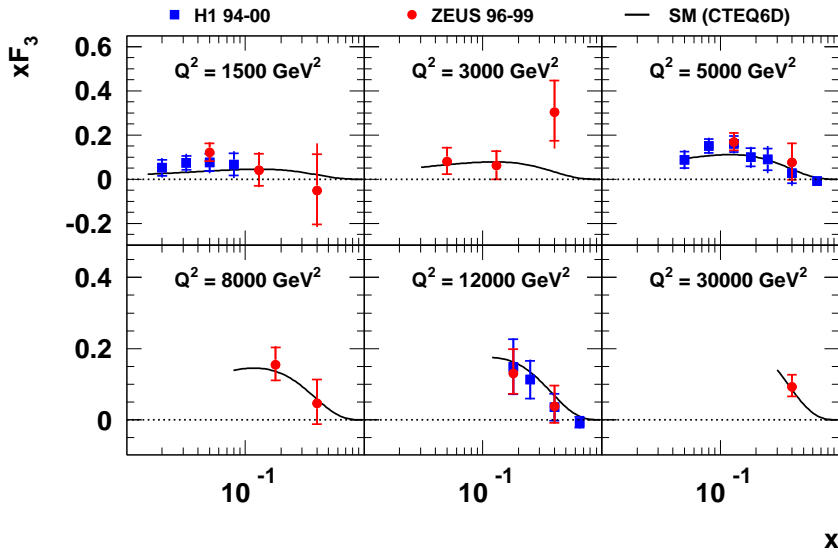 H1 94-00 ZEUS 96-99 SM (CTEQ6D)
xF₃
Q² = 1500 GeV² Q² = 3000 GeV² Q² = 5000 GeV²
0.6
0.4
0.2
0
-0.2
Q² = 8000 GeV² Q² = 12000 GeV² Q² = 30000 GeV²
0.4
0.2
0
10⁻¹ 10⁻¹ 10⁻¹
x